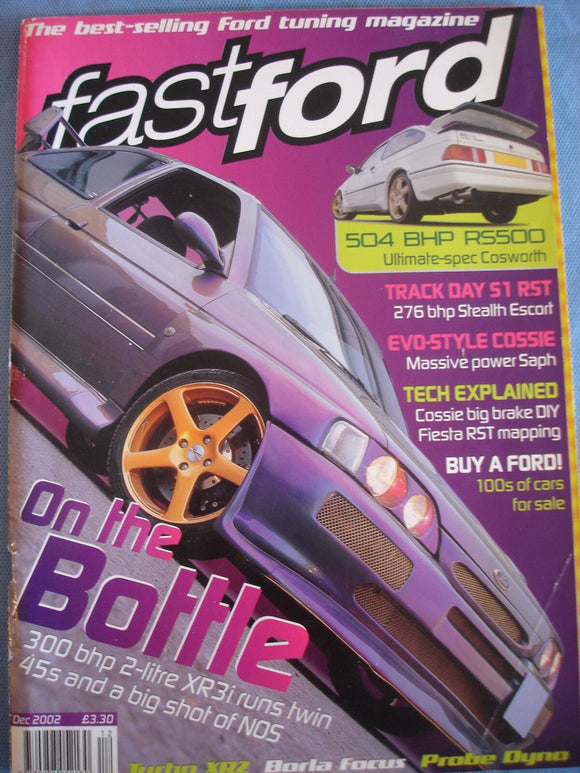 The best-selling Ford tuning magazine
fastford
504 BHP RS500
Ultimate-spec Cosworth
TRACK DAY S1 RST
276 bhp Stealth Escort
EVO-STYLE COSSIE
Massive power Saph
TECH EXPLAINED
Cossie big brake DIY
Fiesta RST mapping
BUY A FORD!
100s of cars
for sale
On the
Bottle
300 bhp 2-litre XR3i runs twin
45s and a big shot of NOS
Dec 2002 £3.30
12
Turbo XR2 Borla Focus Probe Dyno